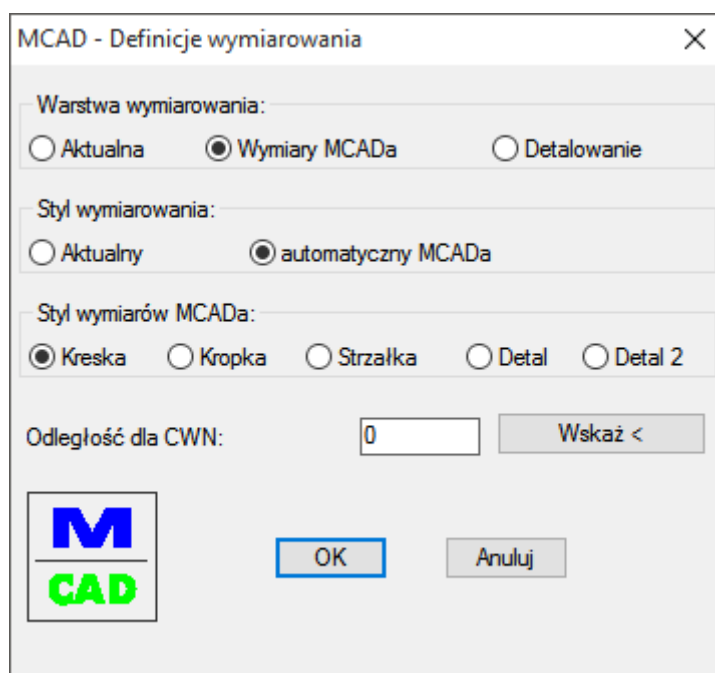 MCAD - Definicje wymiarowania
Warstwa wymiarowania:
Aktualna Wymiary MCADa Detalowanie
Styl wymiarowania:
Aktualny automatyczny MCADa
Styl wymiarów MCADa:
Kreska Kropka Strzałka Detal Detal 2
Odległość dla CWN: 0 Wskaż <
M
CAD
OK Anuluj